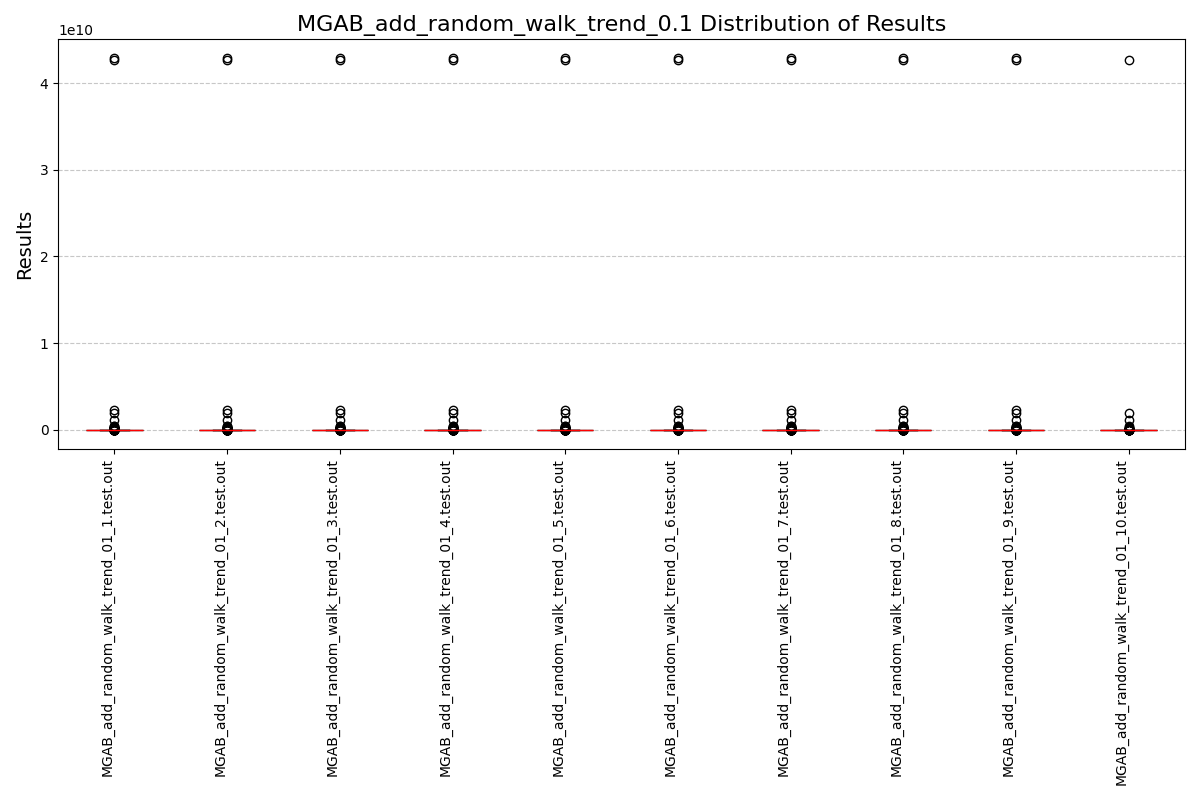 MGAB_add_random_walk_trend_0.1 Distribution of Results
1e10
4
3
2
1
0
Results
MGAB_add_random_walk_trend_01_1.test.out
MGAB_add_random_walk_trend_01_2.test.out
MGAB_add_random_walk_trend_01_3.test.out
MGAB_add_random_walk_trend_01_4.test.out
MGAB_add_random_walk_trend_01_5.test.out
MGAB_add_random_walk_trend_01_6.test.out
MGAB_add_random_walk_trend_01_7.test.out
MGAB_add_random_walk_trend_01_8.test.out
MGAB_add_random_walk_trend_01_9.test.out
MGAB_add_random_walk_trend_01_10.test.out